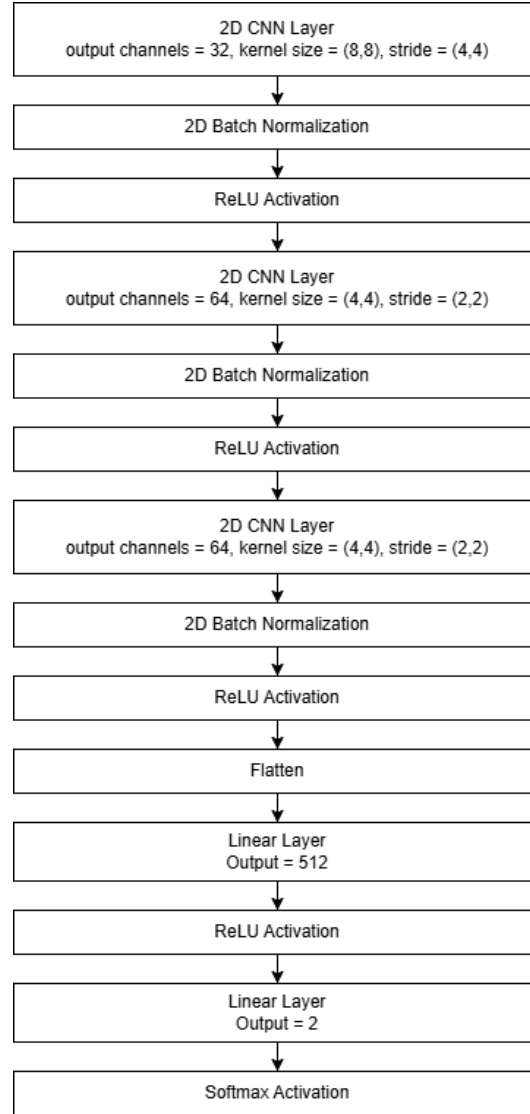 2D CNN Layer
output channels = 32, kernel size = (8,8), stride = (4,4)
2D Batch Normalization
ReLU Activation
2D CNN Layer
output channels = 64, kernel size = (4,4), stride = (2,2)
2D Batch Normalization
ReLU Activation
2D CNN Layer
output channels = 64, kernel size = (4,4), stride = (2,2)
2D Batch Normalization
ReLU Activation
Flatten
Linear Layer
Output = 512
ReLU Activation
Linear Layer
Output = 2
Softmax Activation